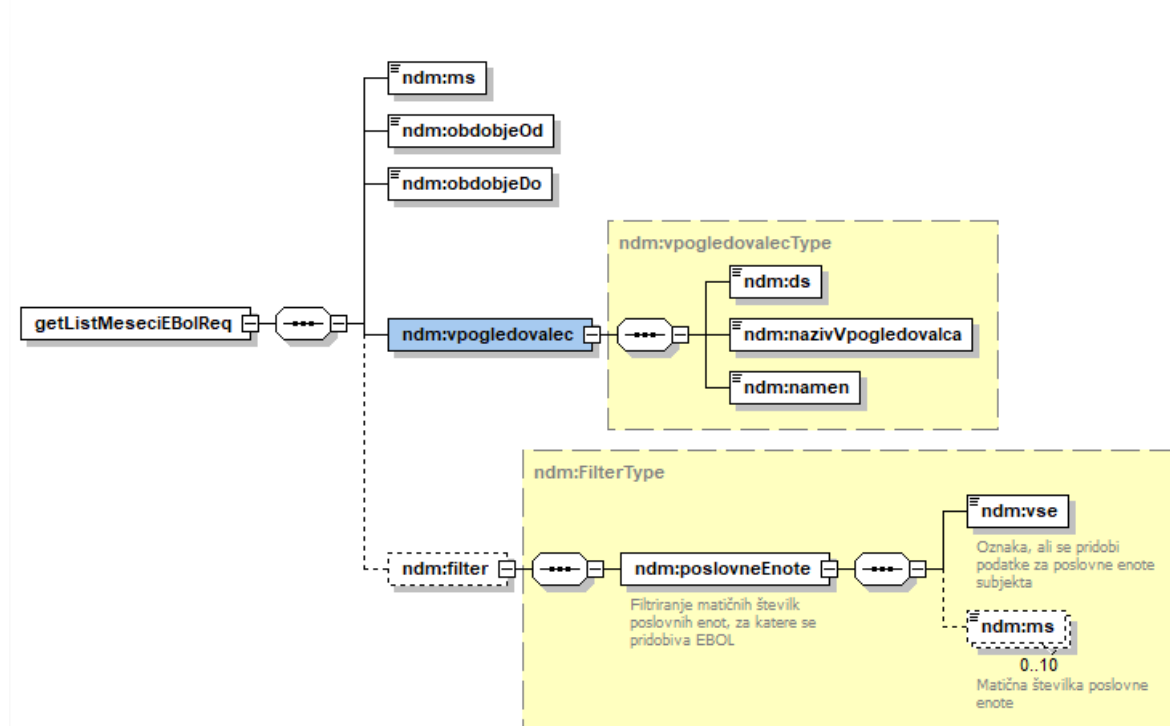 ndm:ms
ndm:obdobjeOd
ndm:obdobjeDo
ndm:vpogledovalecType
ndm:ds
getListMeseciEBolReq
ndm:vpogledovalec
ndm:nazivVpogledovalca
ndm:namen
ndm:FilterType
ndm:vse
Oznaka, ali se pridobi
podatke za poslovne enote
subjekta
ndm:filter
ndm:poslovneEnote
Filtriranje matičnih številk
poslovnih enot, za katere se
pridobiva EBOL
ndm:ms
0..10
Matična številka poslovne
enote